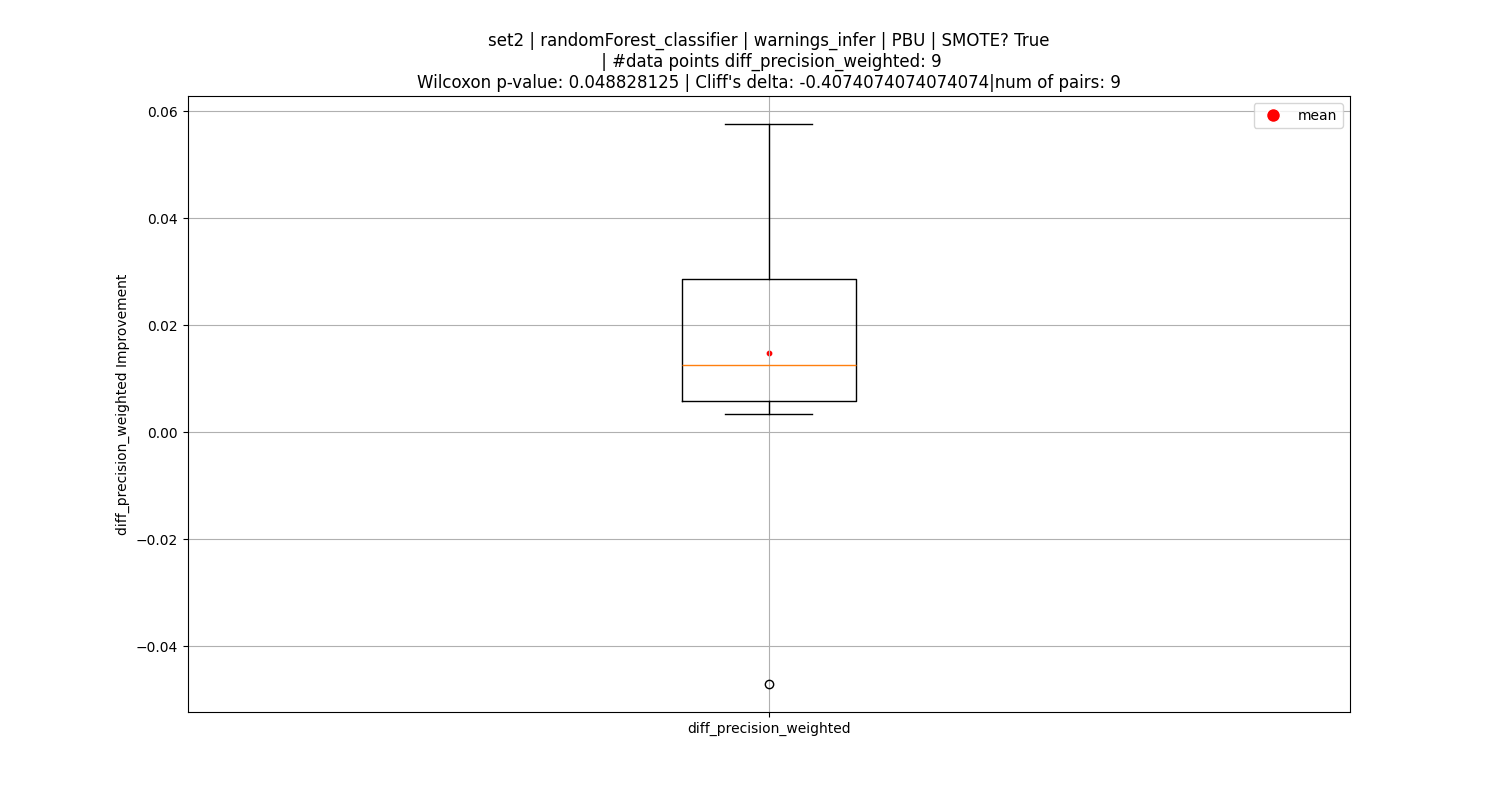 set2 | randomForest_classifier | warnings_infer | PBU | SMOTE? True
| #data points diff_precision_weighted: 9
Wilcoxon p-value: 0.048828125 | Cliff's delta: -0.4074074074074074|num of pairs: 9
mean
0.06
0.04
0.02
0.00
−0.02
−0.04
diff_precision_weighted Improvement
diff_precision_weighted